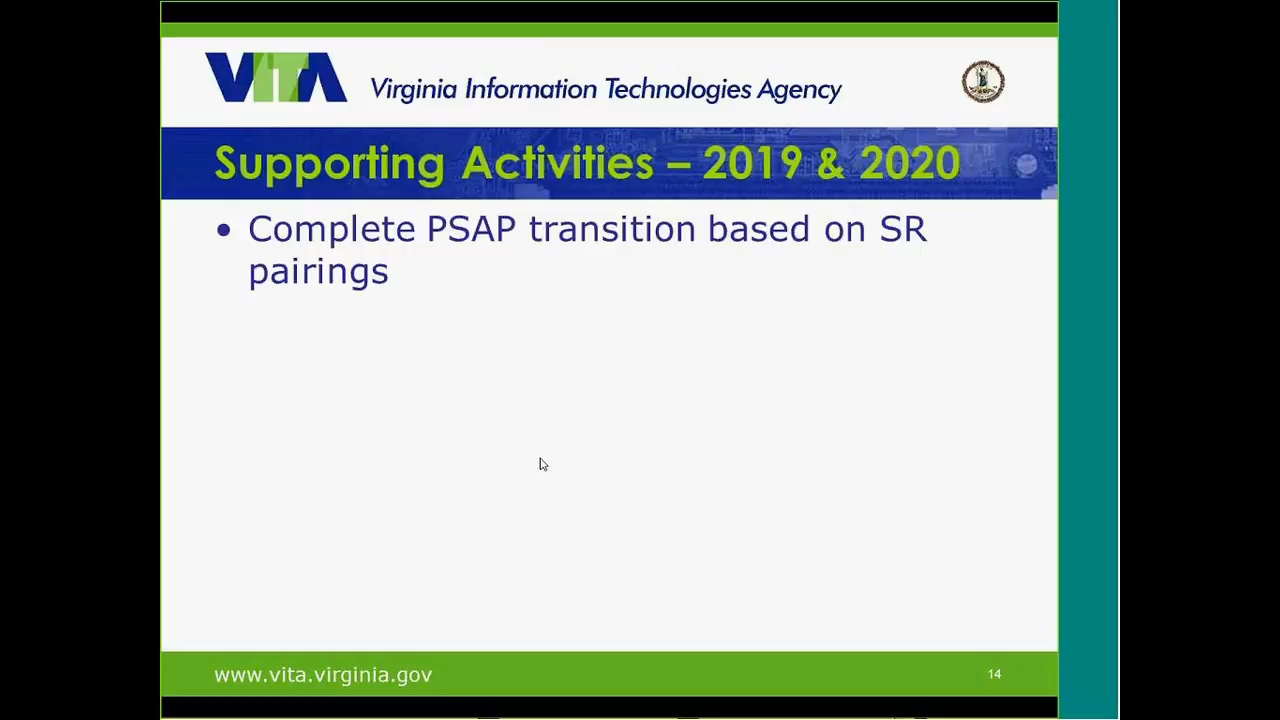 VITA Virginia Information Technologies Agency
Supporting Activities – 2019 & 2020
• Complete PSAP transition based on SR
pairings
www.vita.virginia.gov 14